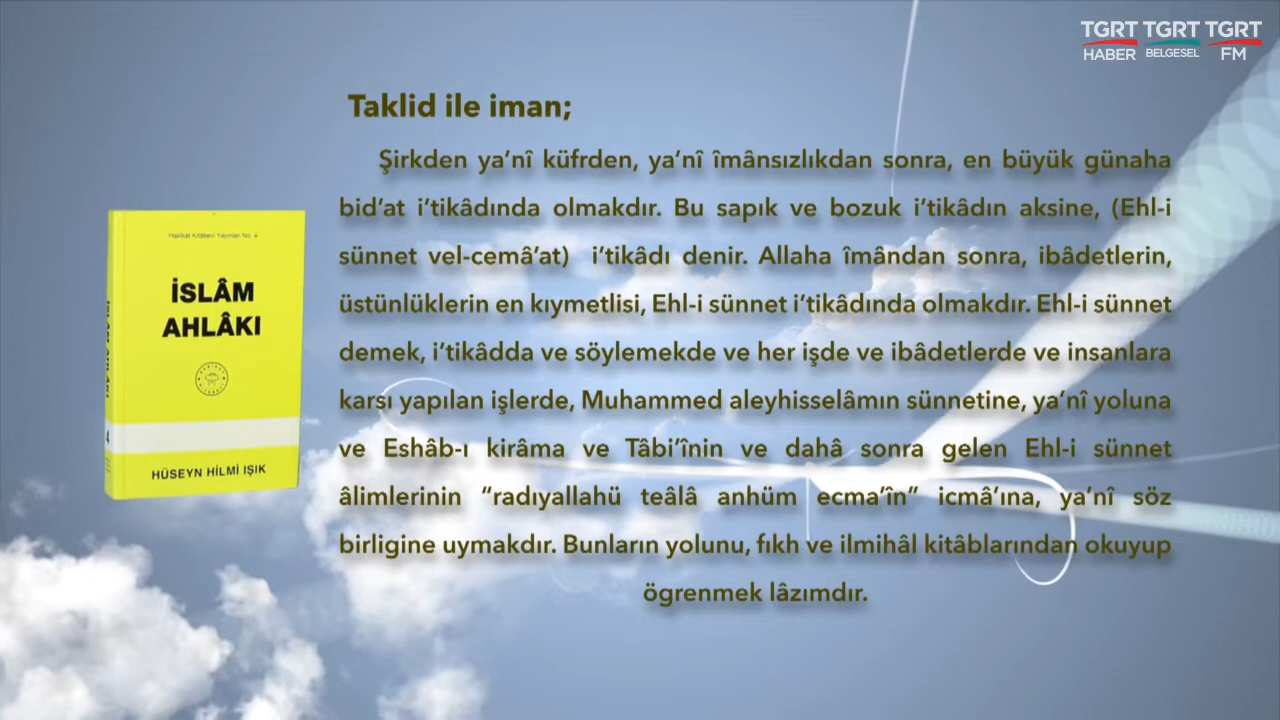 TGRT TGRT TGRT
HABER BELGESEL FM
Taklid ile iman;
Şirkden ya’nî küfrden, ya’nî îmânsızlıkdan sonra, en büyük günaha
bid’at i’tikâdında olmakdır. Bu sapık ve bozuk i’tikâdın aksine, (Ehl-i
sünnet vel-cemâ’at) i’tikâdı denir. Allaha îmândan sonra, ibâdetlerin,
üstünlüklerin en kıymetlisi, Ehl-i sünnet i’tikâdında olmakdır. Ehl-i sünnet
demek, i’tikâdda ve söylemekde ve her işde ve ibâdetlerde ve insanlara
karsı yapılan işlerde, Muhammed aleyhisselâmın sünnetine, ya’nî yoluna
ve Eshâb-ı kirâma ve Tâbi’înin ve dahâ sonra gelen Ehl-i sünnet
âlimlerinin “radıyallahü teâlâ anhüm ecma’în” icmâ’ına, ya’nî söz
birligine uymakdır. Bunların yolunu, fıkh ve ilmihâl kitâblarından okuyup
ögrenmek lâzımdır.
Hakîkat Kitâbevi Yayınları No. 4
İSLÂM
AHLÂKI
HÜSEYN HİLMİ IŞIK